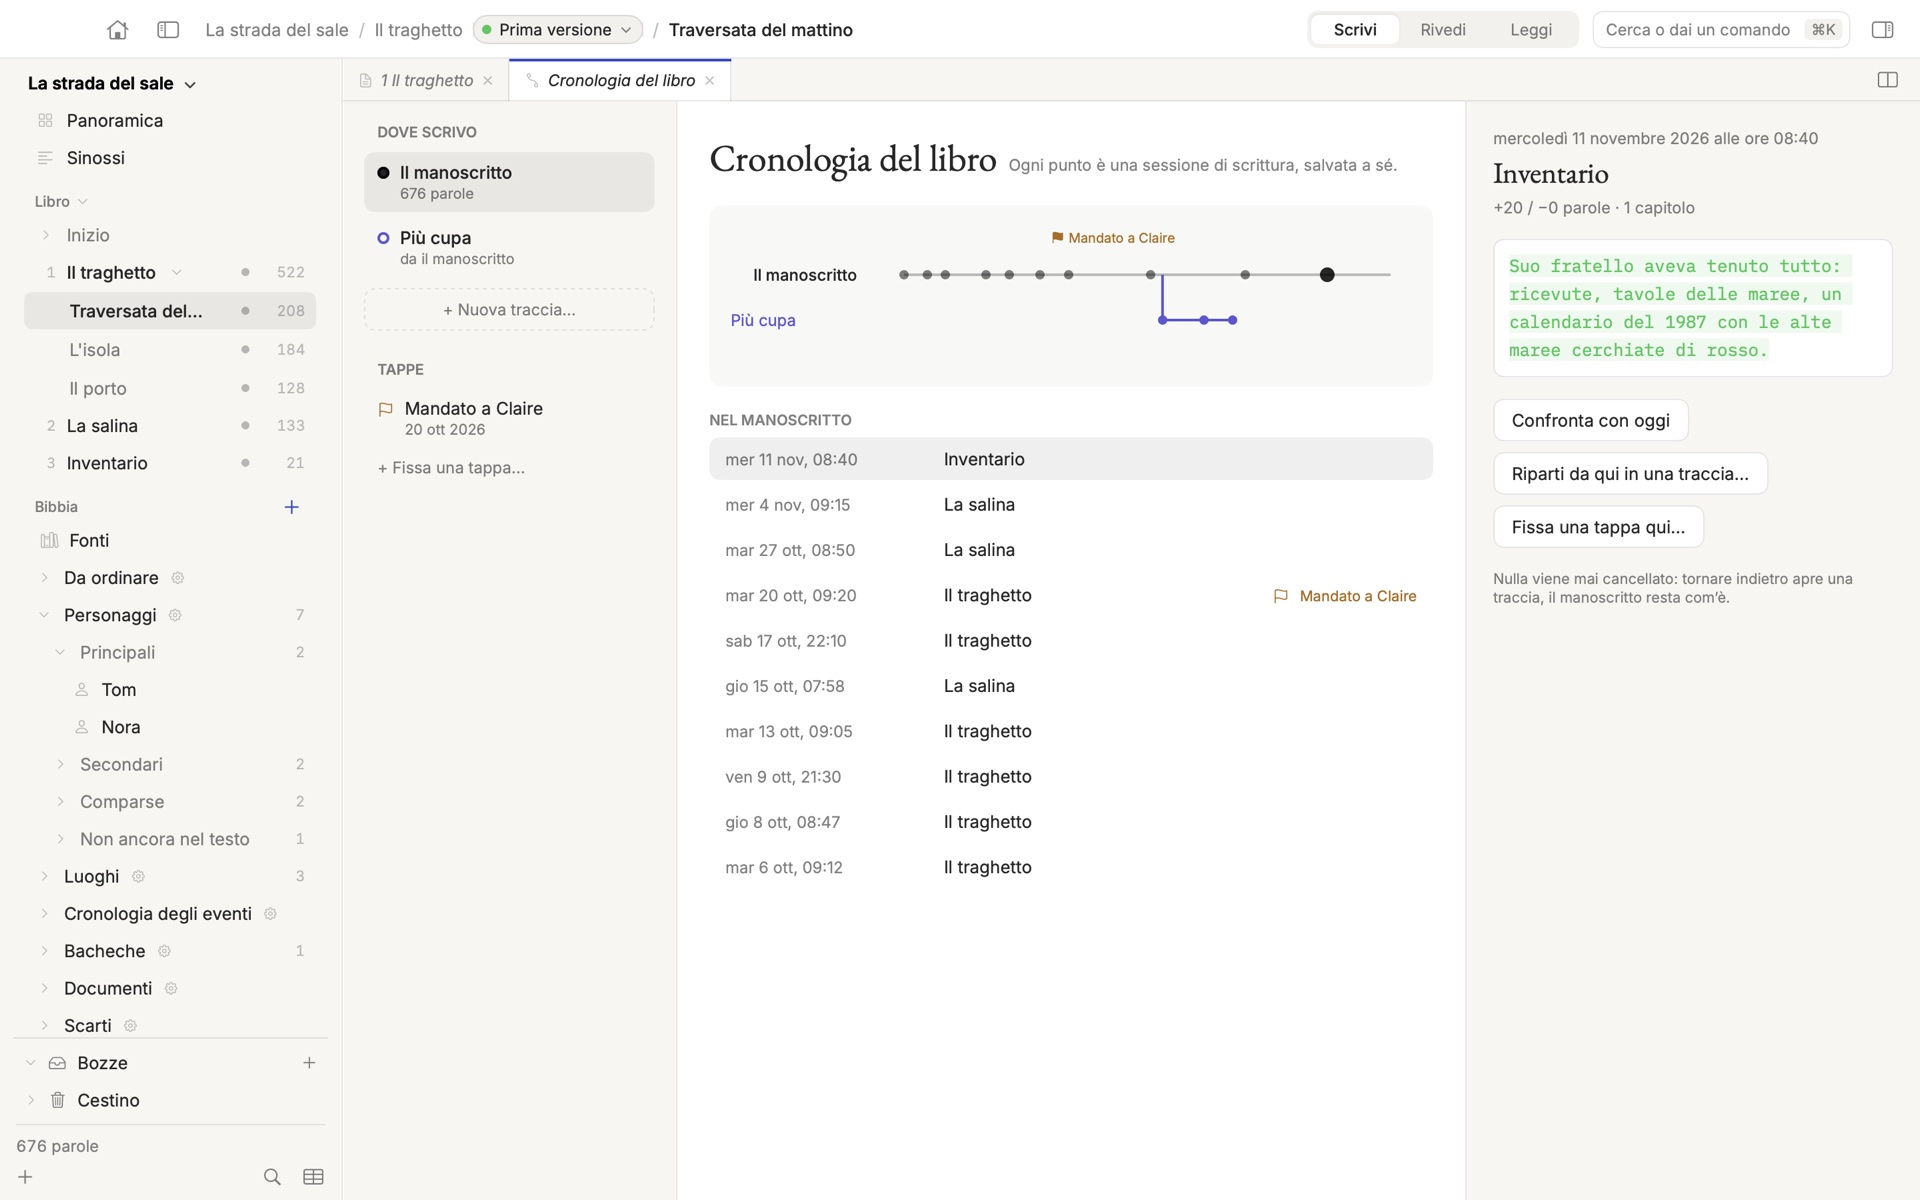 La strada del sale / Il traghetto Prima versione / Traversata del mattino
Scrivi Rivedi Leggi
Cerca o dai un comando ⌘K
La strada del sale
Panoramica
Sinossi
Libro
Inizio
1 Il traghetto 522
Traversata del... 208
L'isola 184
Il porto 128
2 La salina 133
3 Inventario 21
Bibbia +
Fonti
Da ordinare
Personaggi 7
Principali 2
Tom
Nora
Secondari 2
Comparse 2
Non ancora nel testo 1
Luoghi 3
Cronologia degli eventi
Bacheche 1
Documenti
Scarti
Bozze +
Cestino
676 parole
+
1 Il traghetto ×
Cronologia del libro ×
DOVE SCRIVO
Il manoscritto
676 parole
Più cupa
da il manoscritto
+ Nuova traccia...
TAPPE
Mandato a Claire
20 ott 2026
+ Fissa una tappa...
Cronologia del libro Ogni punto è una sessione di scrittura, salvata a sé.
Mandato a Claire
Il manoscritto
Più cupa
NEL MANOSCRITTO
mer 11 nov, 08:40 Inventario
mer 4 nov, 09:15 La salina
mar 27 ott, 08:50 La salina
mar 20 ott, 09:20 Il traghetto Mandato a Claire
sab 17 ott, 22:10 Il traghetto
gio 15 ott, 07:58 La salina
mar 13 ott, 09:05 Il traghetto
ven 9 ott, 21:30 Il traghetto
gio 8 ott, 08:47 Il traghetto
mar 6 ott, 09:12 Il traghetto
mercoledì 11 novembre 2026 alle ore 08:40
Inventario
+20 / −0 parole · 1 capitolo
Suo fratello aveva tenuto tutto:
ricevute, tavole delle maree, un
calendario del 1987 con le alte
maree cerchiate di rosso.
Confronta con oggi
Riparti da qui in una traccia...
Fissa una tappa qui...
Nulla viene mai cancellato: tornare indietro apre una
traccia, il manoscritto resta com’è.